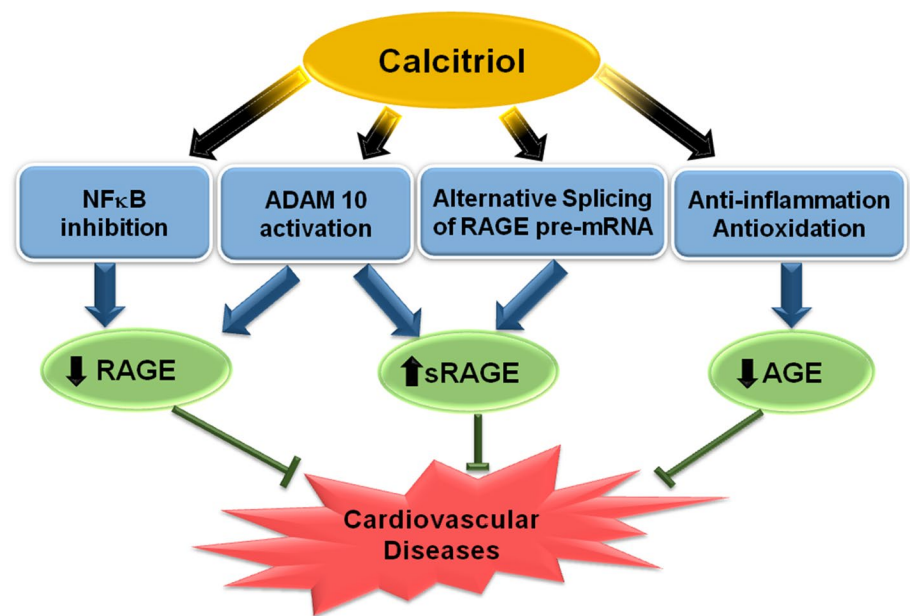 Calcitriol
NFκB
inhibition
ADAM 10
activation
Alternative Splicing
of RAGE pre-mRNA
Anti-inflammation
Antioxidation
RAGE
sRAGE
AGE
Cardiovascular
Diseases